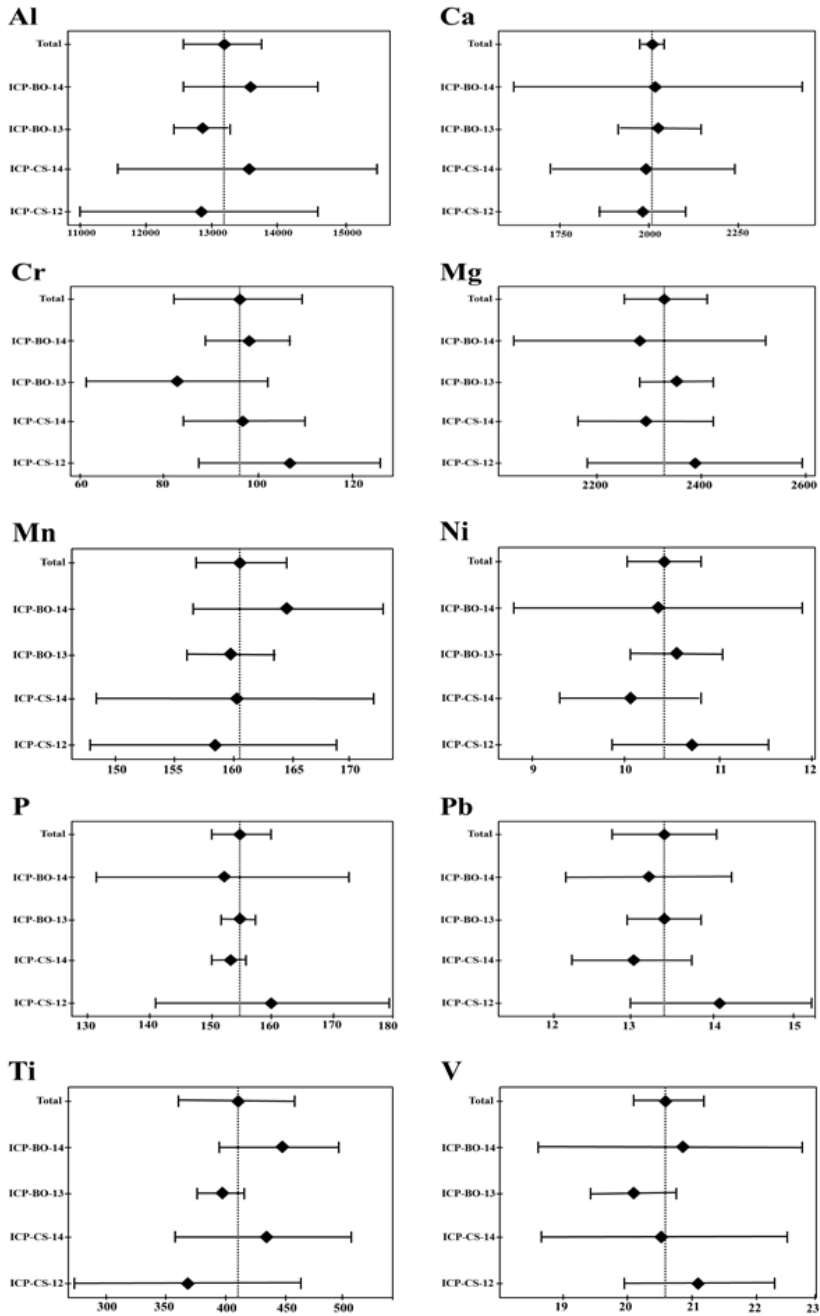 Al
Total
ICP-BO-14
ICP-BO-13
ICP-CS-14
ICP-CS-12
11000 12000 13000 14000 15000
Ca
Total
ICP-BO-14
ICP-BO-13
ICP-CS-14
ICP-CS-12
1750 2000 2250
Cr
Total
ICP-BO-14
ICP-BO-13
ICP-CS-14
ICP-CS-12
60 80 100 120
Mg
Total
ICP-BO-14
ICP-BO-13
ICP-CS-14
ICP-CS-12
2200 2400 2600
Mn
Total
ICP-BO-14
ICP-BO-13
ICP-CS-14
ICP-CS-12
150 155 160 165 170
Ni
Total
ICP-BO-14
ICP-BO-13
ICP-CS-14
ICP-CS-12
9 10 11 12
P
Total
ICP-BO-14
ICP-BO-13
ICP-CS-14
ICP-CS-12
130 140 150 160 170 180
Pb
Total
ICP-BO-14
ICP-BO-13
ICP-CS-14
ICP-CS-12
12 13 14 15
Ti
Total
ICP-BO-14
ICP-BO-13
ICP-CS-14
ICP-CS-12
300 350 400 450 500
V
Total
ICP-BO-14
ICP-BO-13
ICP-CS-14
ICP-CS-12
19 20 21 22 23